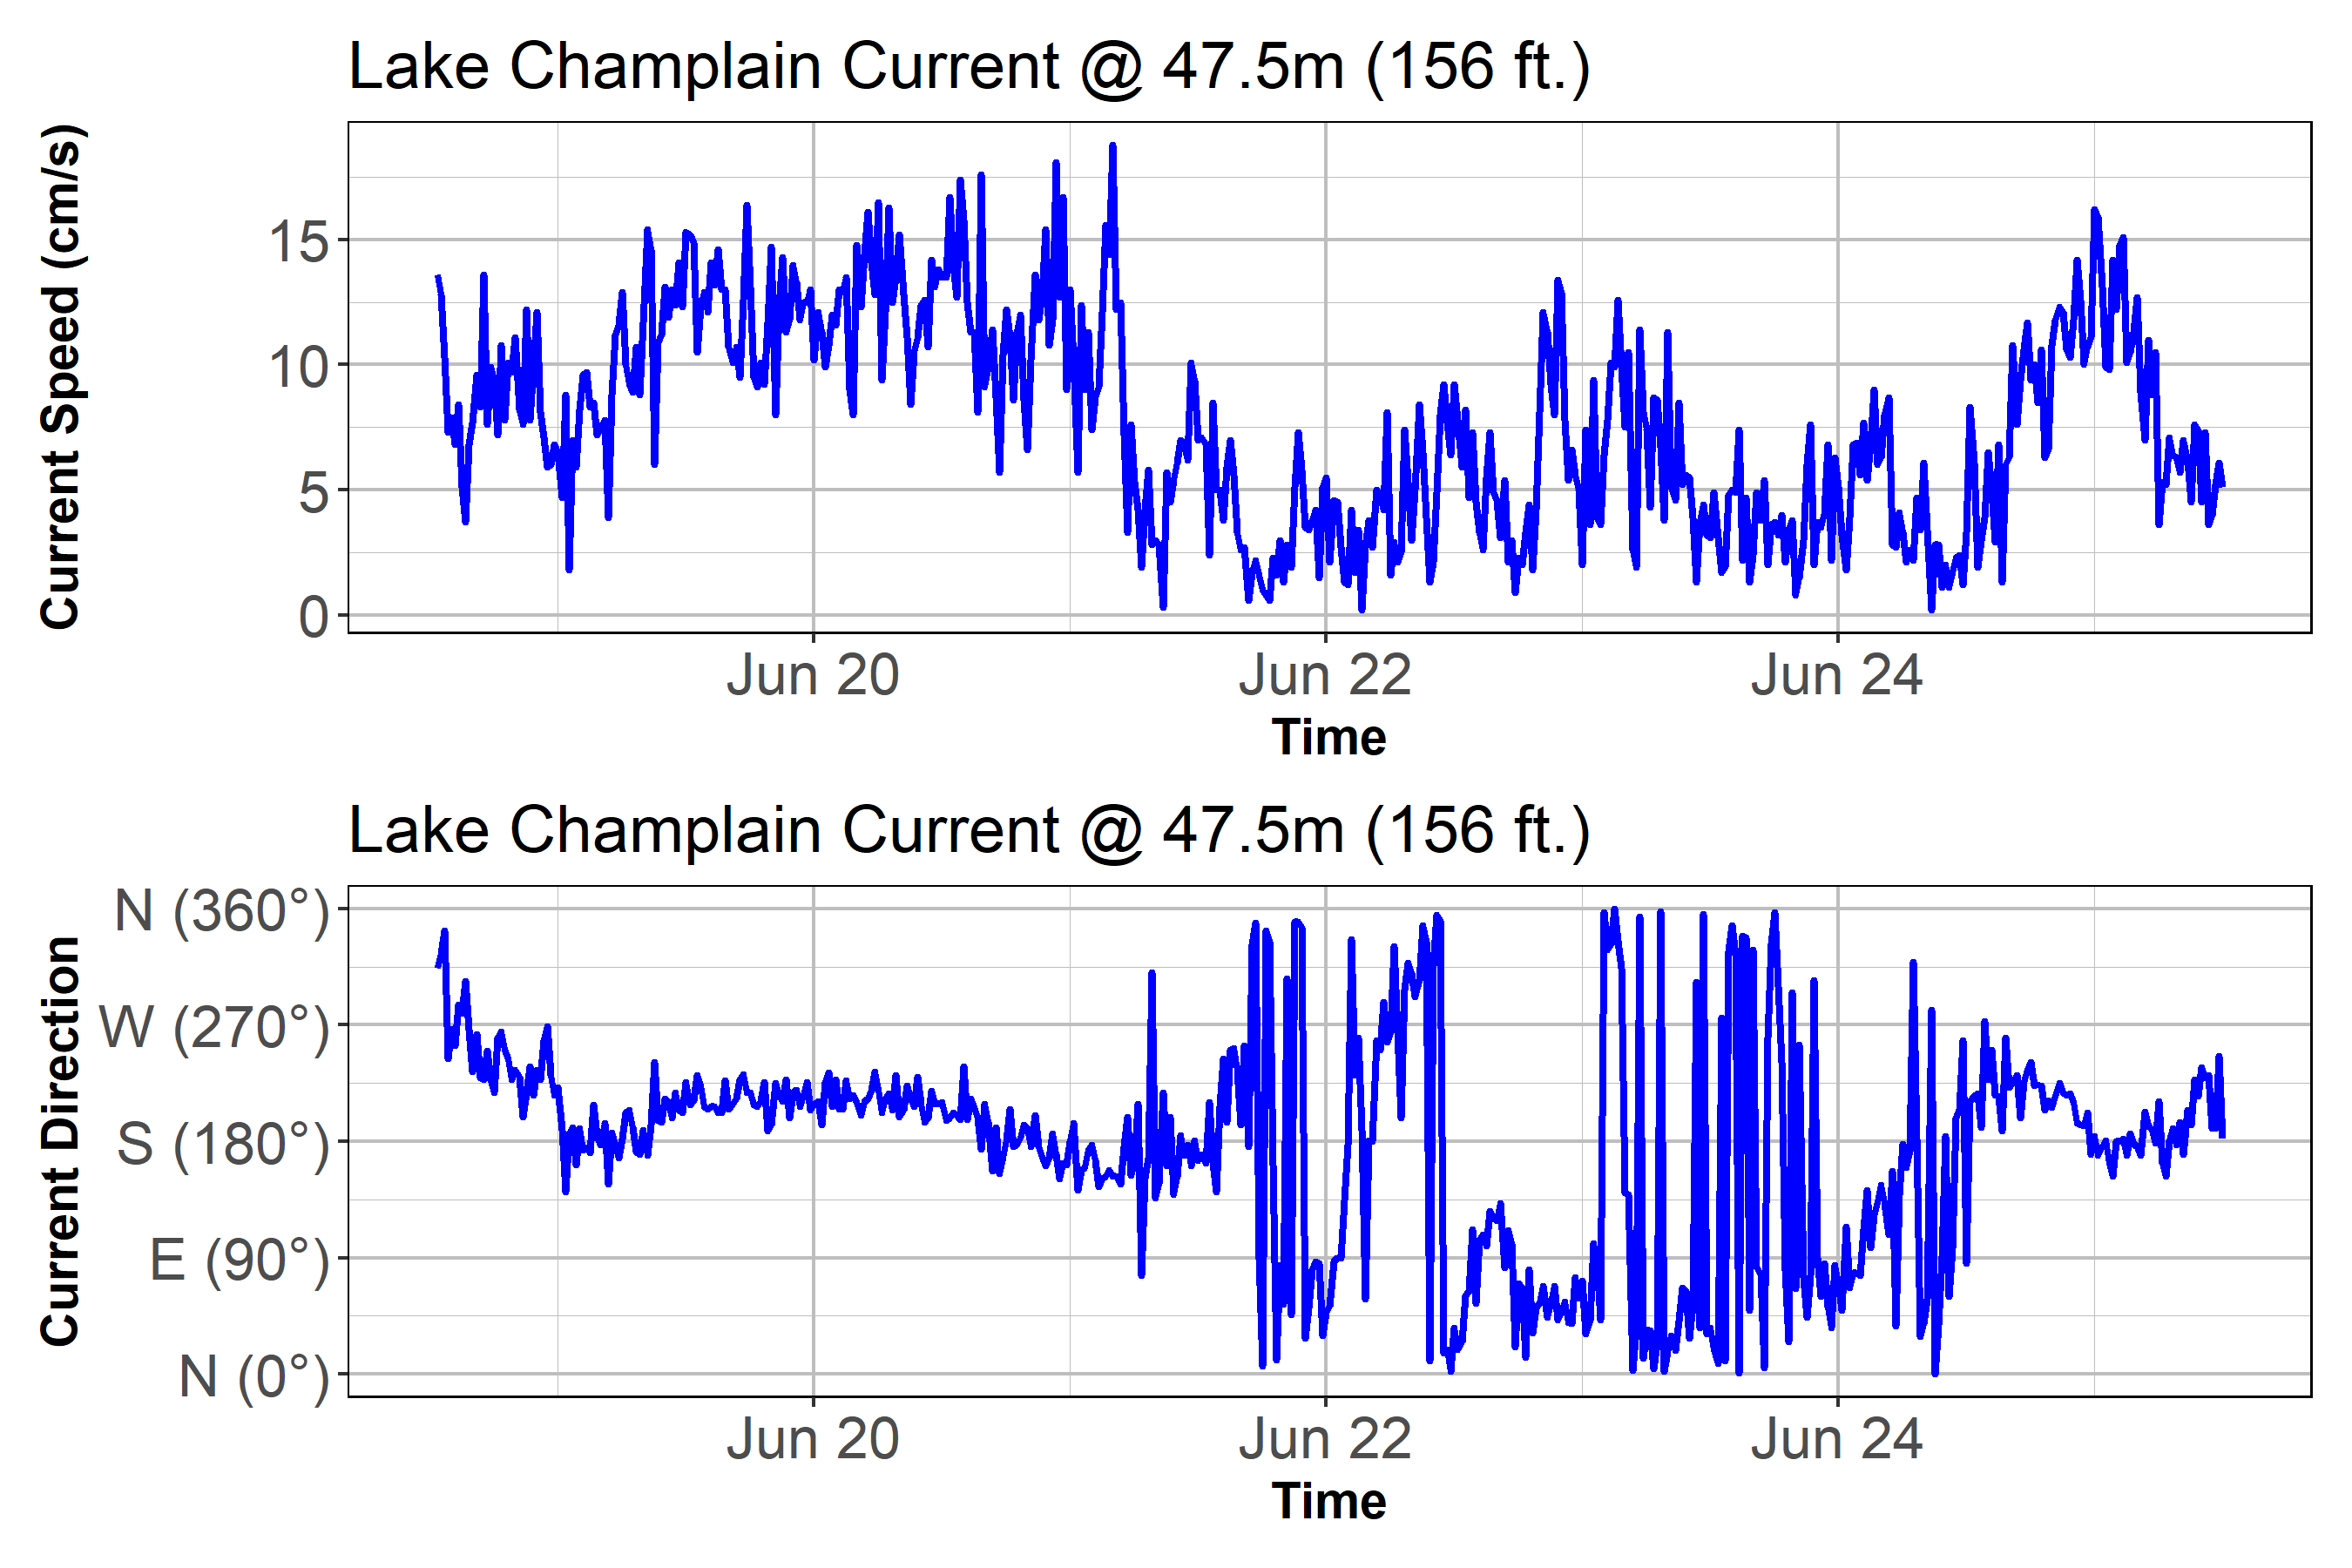 Lake Champlain Current @ 47.5m (156 ft.)
Current Speed (cm/s)
15
10
5
0
Jun 20 Jun 22 Jun 24
Time
Lake Champlain Current @ 47.5m (156 ft.)
Current Direction
N (360°)
W (270°)
S (180°)
E (90°)
N (0°)
Jun 20 Jun 22 Jun 24
Time